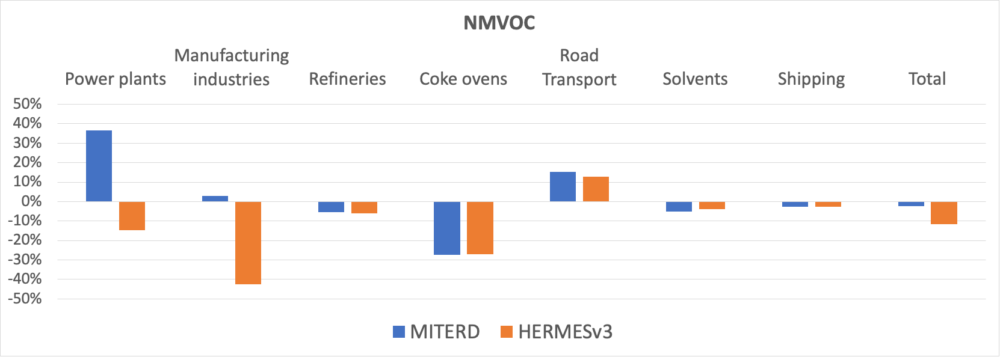 NMVOC
Manufacturing
Road
Power plants
industries
Refineries
Coke ovens
Transport
Solvents
Shipping
Total
50%
40%
30%
20%
10%
0%
-10%
-20%
-30%
-40%
-50%
MITERD
HERMESv3